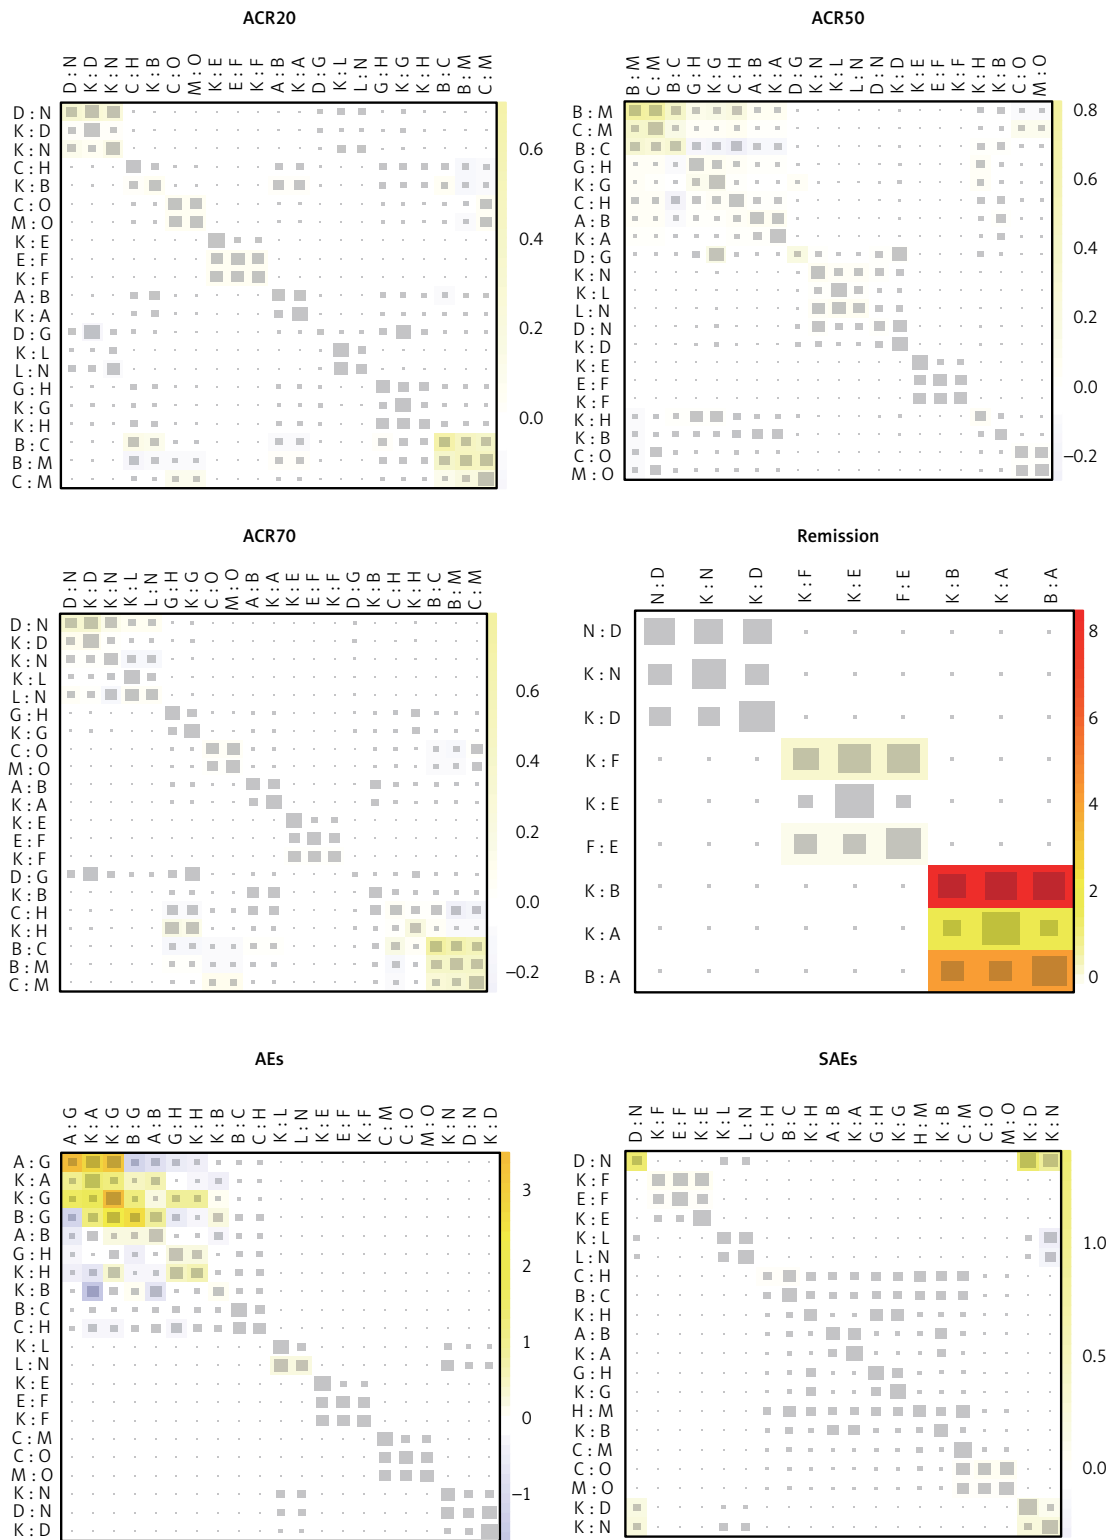 ACR20
D:N K:D K:N C:H K:B C:O M:O K:E E:F K:F A:B K:A D:G K:L L:N G:H K:G K:H B:C B:M C:M
D:N
K:D
K:N
C:H
K:B
C:O
M:O
K:E
E:F
K:F
A:B
K:A
D:G
K:L
L:N
G:H
K:G
K:H
B:C
B:M
C:M
0.6
0.4
0.2
0.0
ACR50
B:M C:M B:C G:H K:G C:H A:B K:A D:G K:N K:L L:N D:N K:D K:E E:F K:F K:H K:B C:O M:O
B:M
C:M
B:C
G:H
K:G
C:H
A:B
K:A
D:G
K:N
K:L
L:N
D:N
K:D
K:E
E:F
K:F
K:H
K:B
C:O
M:O
0.8
0.6
0.4
0.2
0.0
−0.2
ACR70
D:N K:D K:N K:L L:N G:H K:G C:O M:O A:B K:A K:E E:F K:F D:G K:B C:H K:H B:C B:M C:M
D:N
K:D
K:N
K:L
L:N
G:H
K:G
C:O
M:O
A:B
K:A
K:E
E:F
K:F
D:G
K:B
C:H
K:H
B:C
B:M
C:M
0.6
0.4
0.2
0.0
−0.2
Remission
N:D K:N K:D K:F K:E F:E K:B K:A B:A
N:D
K:N
K:D
K:F
K:E
F:E
K:B
K:A
B:A
8
6
4
2
0
AEs
A:G K:A K:G B:G A:B G:H K:H K:B B:C C:H K:L L:N K:E E:F K:F C:M C:O M:O K:N D:N K:D
A:G
K:A
K:G
B:G
A:B
G:H
K:H
K:B
B:C
C:H
K:L
L:N
K:E
E:F
K:F
C:M
C:O
M:O
K:N
D:N
K:D
3
2
1
0
−1
SAEs
D:N K:F E:F K:E K:L L:N C:H B:C K:H A:B K:A G:H K:G H:M K:B C:M C:O M:O K:D K:N
D:N
K:F
E:F
K:E
K:L
L:N
C:H
B:C
K:H
A:B
K:A
G:H
K:G
H:M
K:B
C:M
C:O
M:O
K:D
K:N
1.0
0.5
0.0